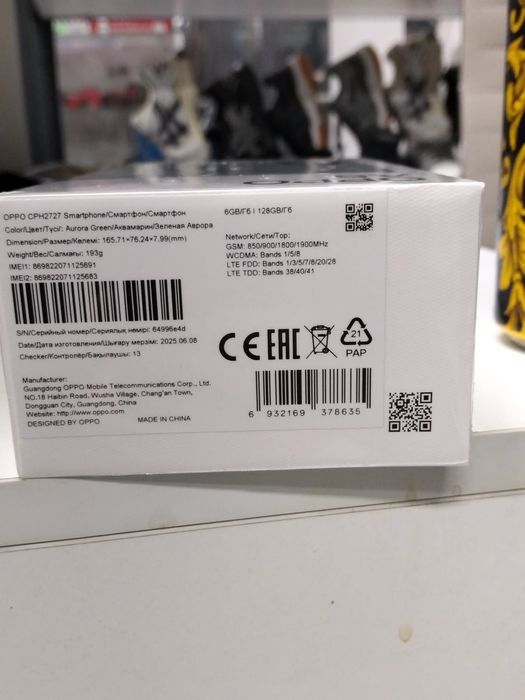 OPPO CPH2727 Smartphone/Смартфон/Смартфон
Color/Цвет/Түсі: Aurora Green/Аквамарин/Зеленая Аврора
Dimension/Размер/Көлемі: 165.71×76.24×7.99(mm)
Weight/Вес/Салмағы: 193g
IMEI1: 869822071125691
IMEI2: 869822071125683
S/N/Серийный номер/Сериялық нөмірі: 64996e4d
Date/Дата изготовления/Шығару мерзімі: 2025.06.08
Checker/Контролёр/Бақылаушы: 13
Manufacturer:
Guangdong OPPO Mobile Telecommunications Corp., Ltd.
NO.18 Haibin Road, Wusha Village, Chang'an Town,
Dongguan City, Guangdong, China
Website: http://www.oppo.com
DESIGNED BY OPPO MADE IN CHINA
6GB/Гб | 128GB/Гб
Network/Сети/Тор:
GSM: 850/900/1800/1900MHz
WCDMA: Bands 1/5/8
LTE FDD: Bands 1/3/5/7/8/20/28
LTE TDD: Bands 38/40/41
CE EAC
21
PAP
6 932169 378635
oppo